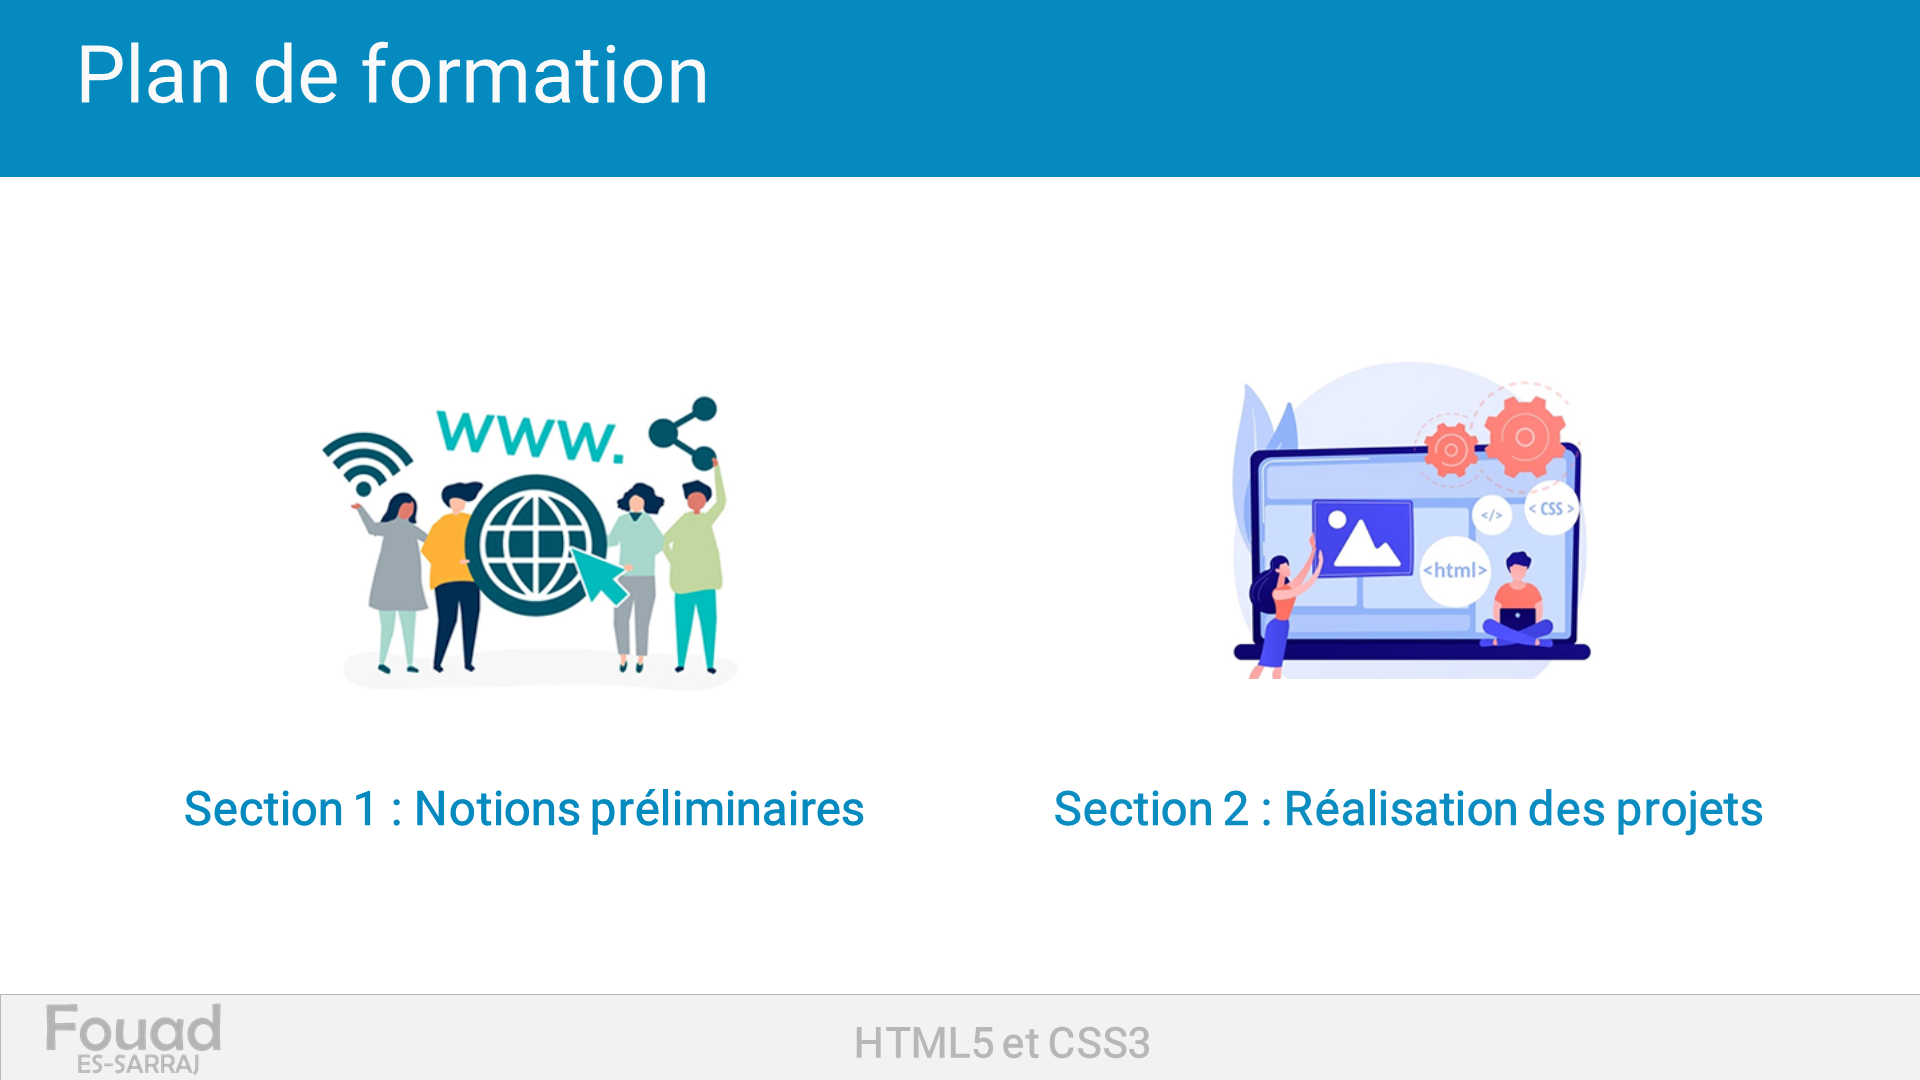 Plan de formation
www.
</>
< CSS >
<html>
Section 1 : Notions préliminaires
Section 2 : Réalisation des projets
Fouad
ES-SARRAJ
HTML5 et CSS3